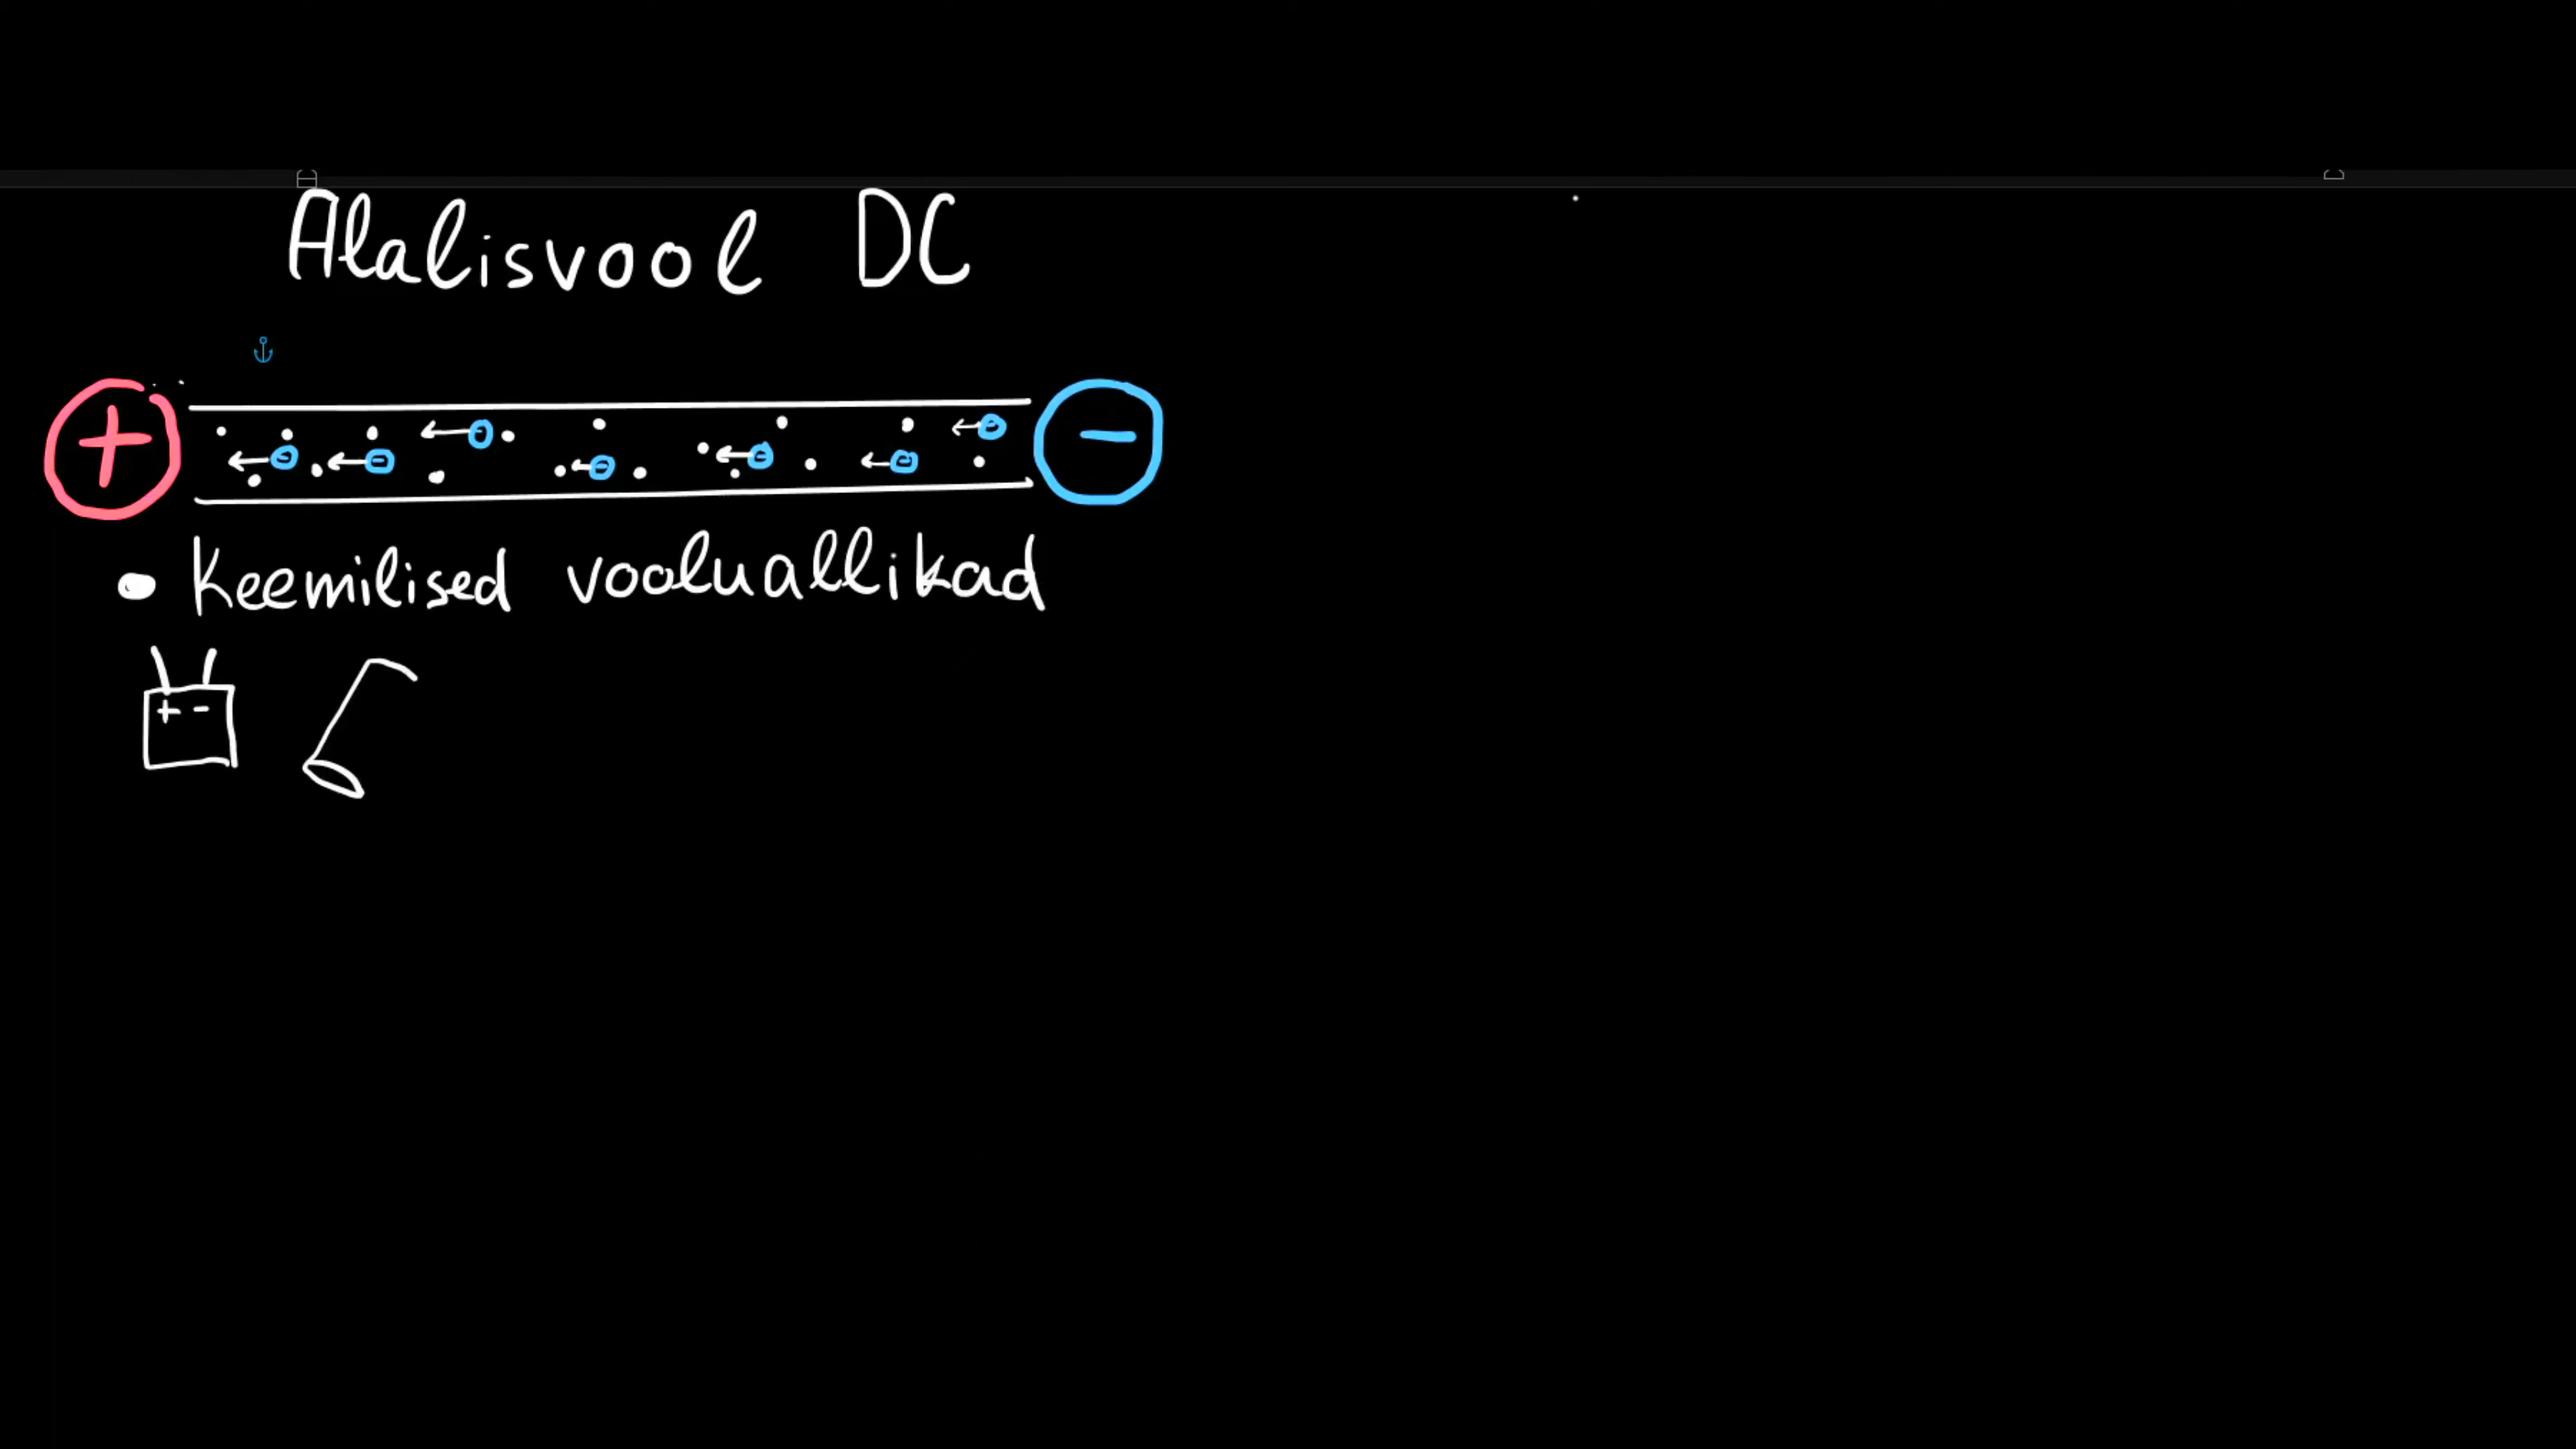 Alalisvool DC
+ -
• Keemilised vooluallikad
+ -